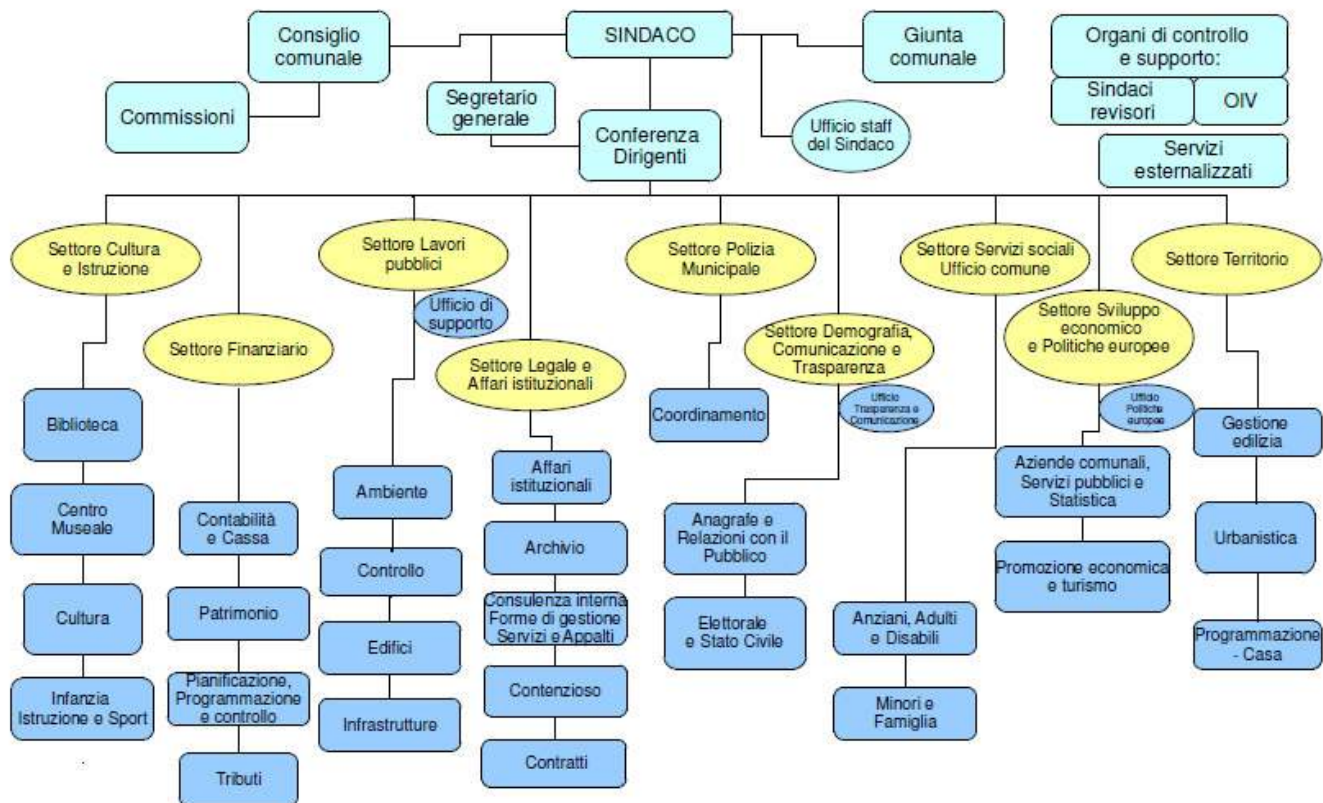 Consiglio
comunale
SINDACO
Giunta
comunale
Organi di controllo
e supporto:
Sindaci
revisori
OIV
Commissioni
Segretario
generale
Conferenza
Dirigenti
Ufficio staff
del Sindaco
Servizi
esternalizzati
Settore Cultura
e Istruzione
Settore Lavori
pubblici
Ufficio di
supporto
Settore Polizia
Municipale
Settore Servizi sociali
Ufficio comune
Settore Territorio
Settore Finanziario
Settore Legale e
Affari istituzionali
Settore Demografia,
Comunicazione e
Trasparenza
Ufficio
Trasparenza e
Comunicazione
Settore Sviluppo
economico
e Politiche europee
Ufficio
Politiche
europee
Biblioteca
Centro
Museale
Cultura
Infanzia
Istruzione e Sport
Contabilità
e Cassa
Patrimonio
Pianificazione,
Programmazione
e controllo
Tributi
Ambiente
Controllo
Edifici
Infrastrutture
Affari
istituzionali
Archivio
Consulenza interna
Forme di gestione
Servizi e Appalti
Contenzioso
Contratti
Coordinamento
Anagrafe e
Relazioni con il
Pubblico
Elettorale
e Stato Civile
Anziani, Adulti
e Disabili
Minori e
Famiglia
Aziende comunali,
Servizi pubblici e
Statistica
Promozione economica
e turismo
Gestione
edilizia
Urbanistica
Programmazione
- Casa